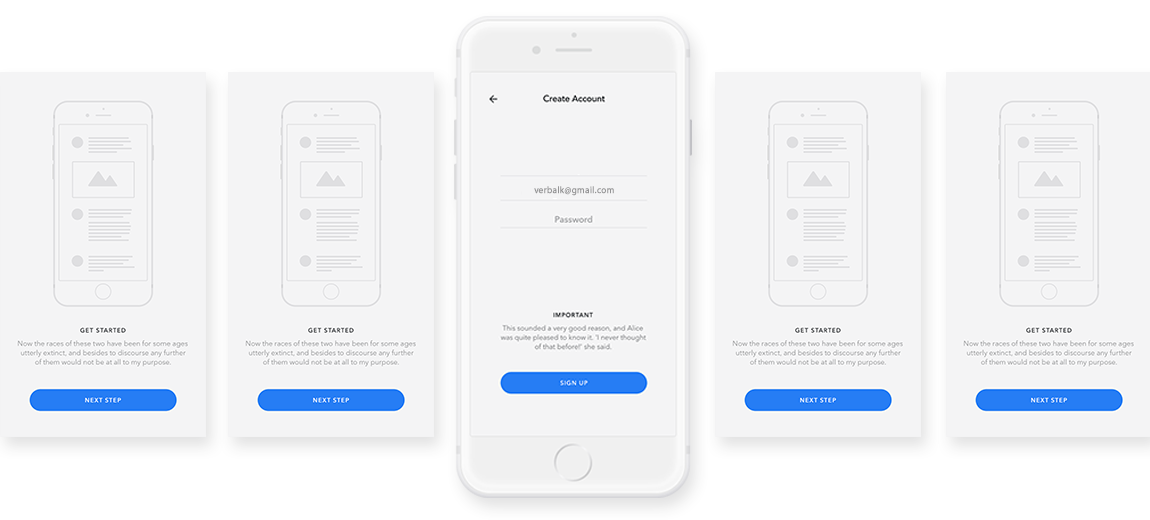 GET STARTED
Now the races of these two have been for some ages
utterly extinct, and besides to discourse any further
of them would not be at all to my purpose.
NEXT STEP
GET STARTED
Now the races of these two have been for some ages
utterly extinct, and besides to discourse any further
of them would not be at all to my purpose.
NEXT STEP
Create Account
verbalk@gmail.com
Password
IMPORTANT
This sounded a very good reason, and Alice
was quite pleased to know it. 'I never thought
of that before!' she said.
SIGN UP
GET STARTED
Now the races of these two have been for some ages
utterly extinct, and besides to discourse any further
of them would not be at all to my purpose.
NEXT STEP
GET STARTED
Now the races of these two have been for some ages
utterly extinct, and besides to discourse any further
of them would not be at all to my purpose.
NEXT STEP